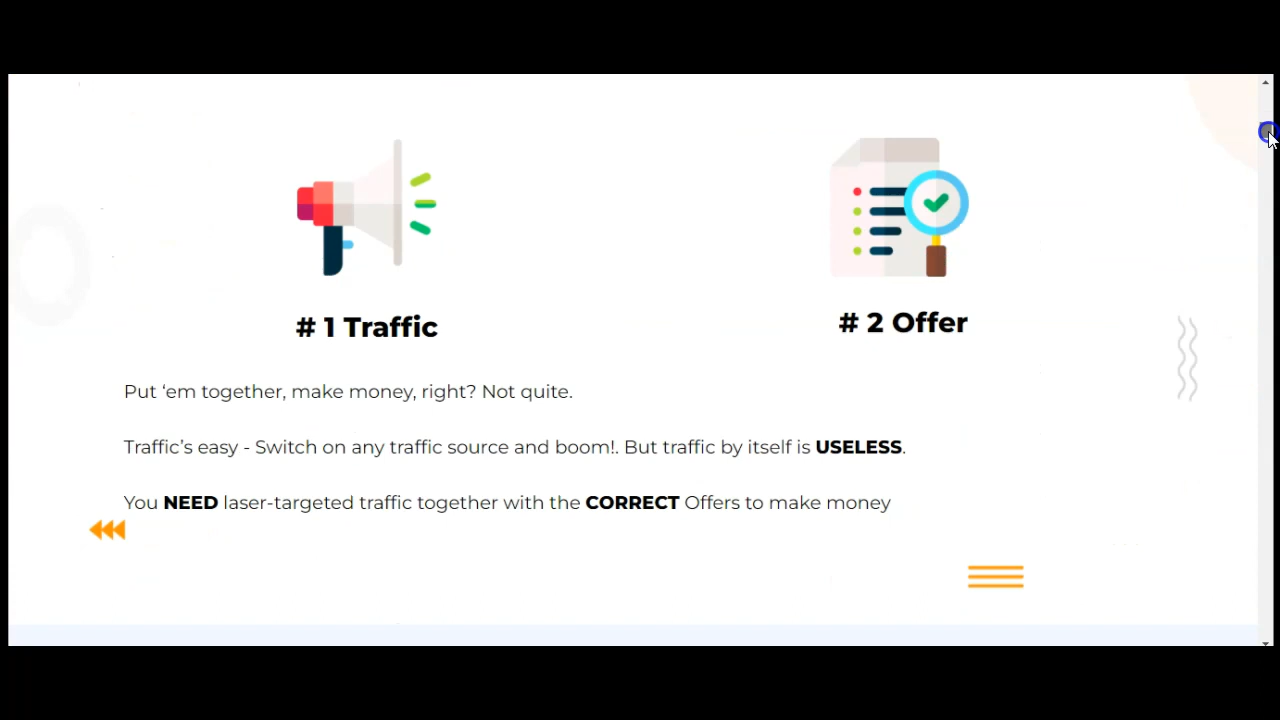 # 1 Traffic
# 2 Offer
Put ‘em together, make money, right? Not quite.
Traffic’s easy - Switch on any traffic source and boom!. But traffic by itself is USELESS.
You NEED laser-targeted traffic together with the CORRECT Offers to make money